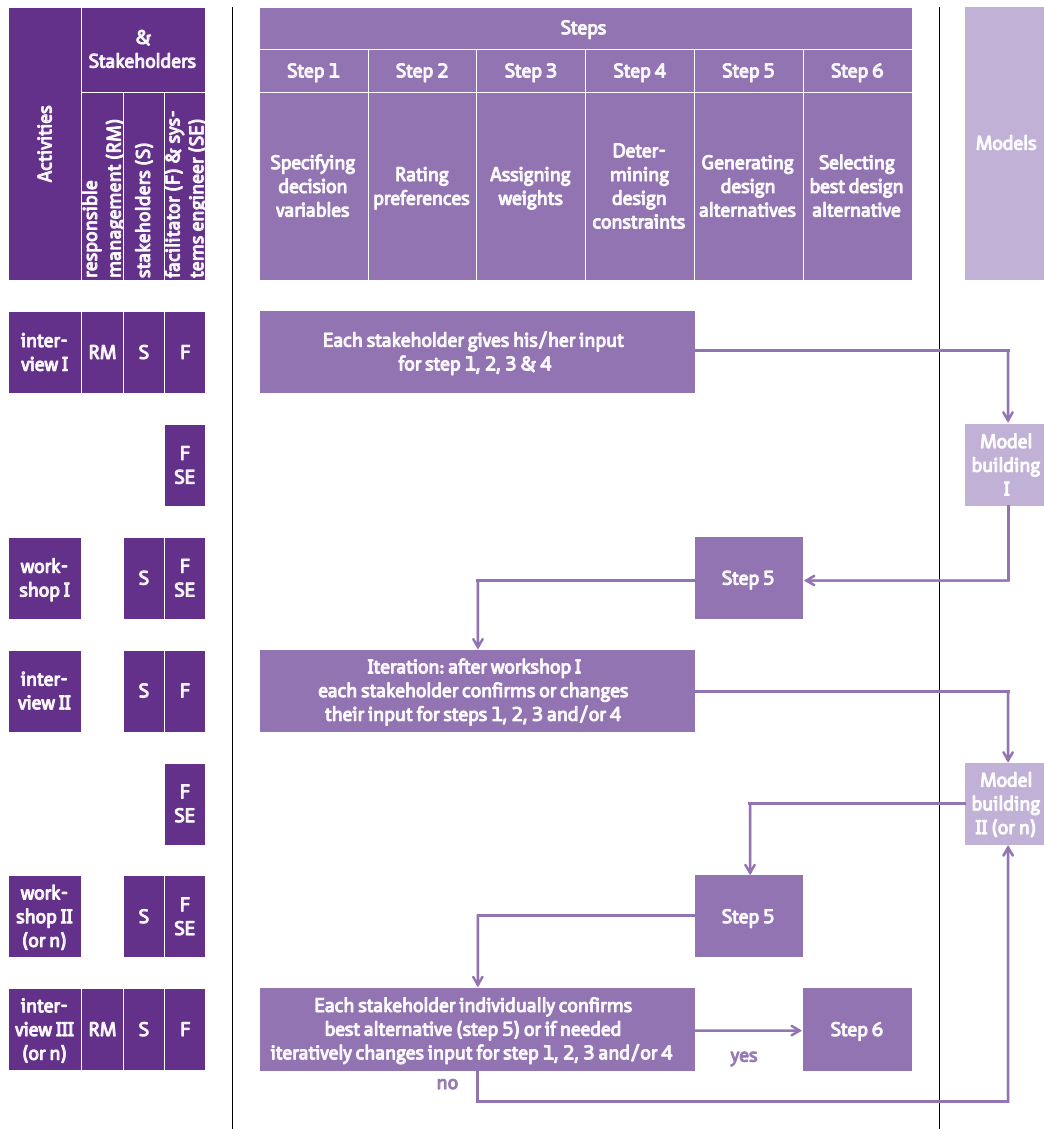 Activities
&
Stakeholders
responsible
management (RM)
stakeholders (S)
facilitator (F) & sys-
tems engineer (SE)
Steps
Step 1
Step 2
Step 3
Step 4
Step 5
Step 6
Specifying
decision
variables
Rating
preferences
Assigning
weights
Deter-
mining
design
constraints
Generating
design
alternatives
Selecting
best design
alternative
Models
inter-
view I
RM
S
F
Each stakeholder gives his/her input
for step 1, 2, 3 & 4
F
SE
Model
building
I
work-
shop I
S
F
SE
Step 5
inter-
view II
S
F
Iteration: after workshop I
each stakeholder confirms or changes
their input for steps 1, 2, 3 and/or 4
F
SE
Model
building
II (or n)
work-
shop II
(or n)
S
F
SE
Step 5
inter-
view III
(or n)
RM
S
F
Each stakeholder individually confirms
best alternative (step 5) or if needed
iteratively changes input for step 1, 2, 3 and/or 4
yes
Step 6
no